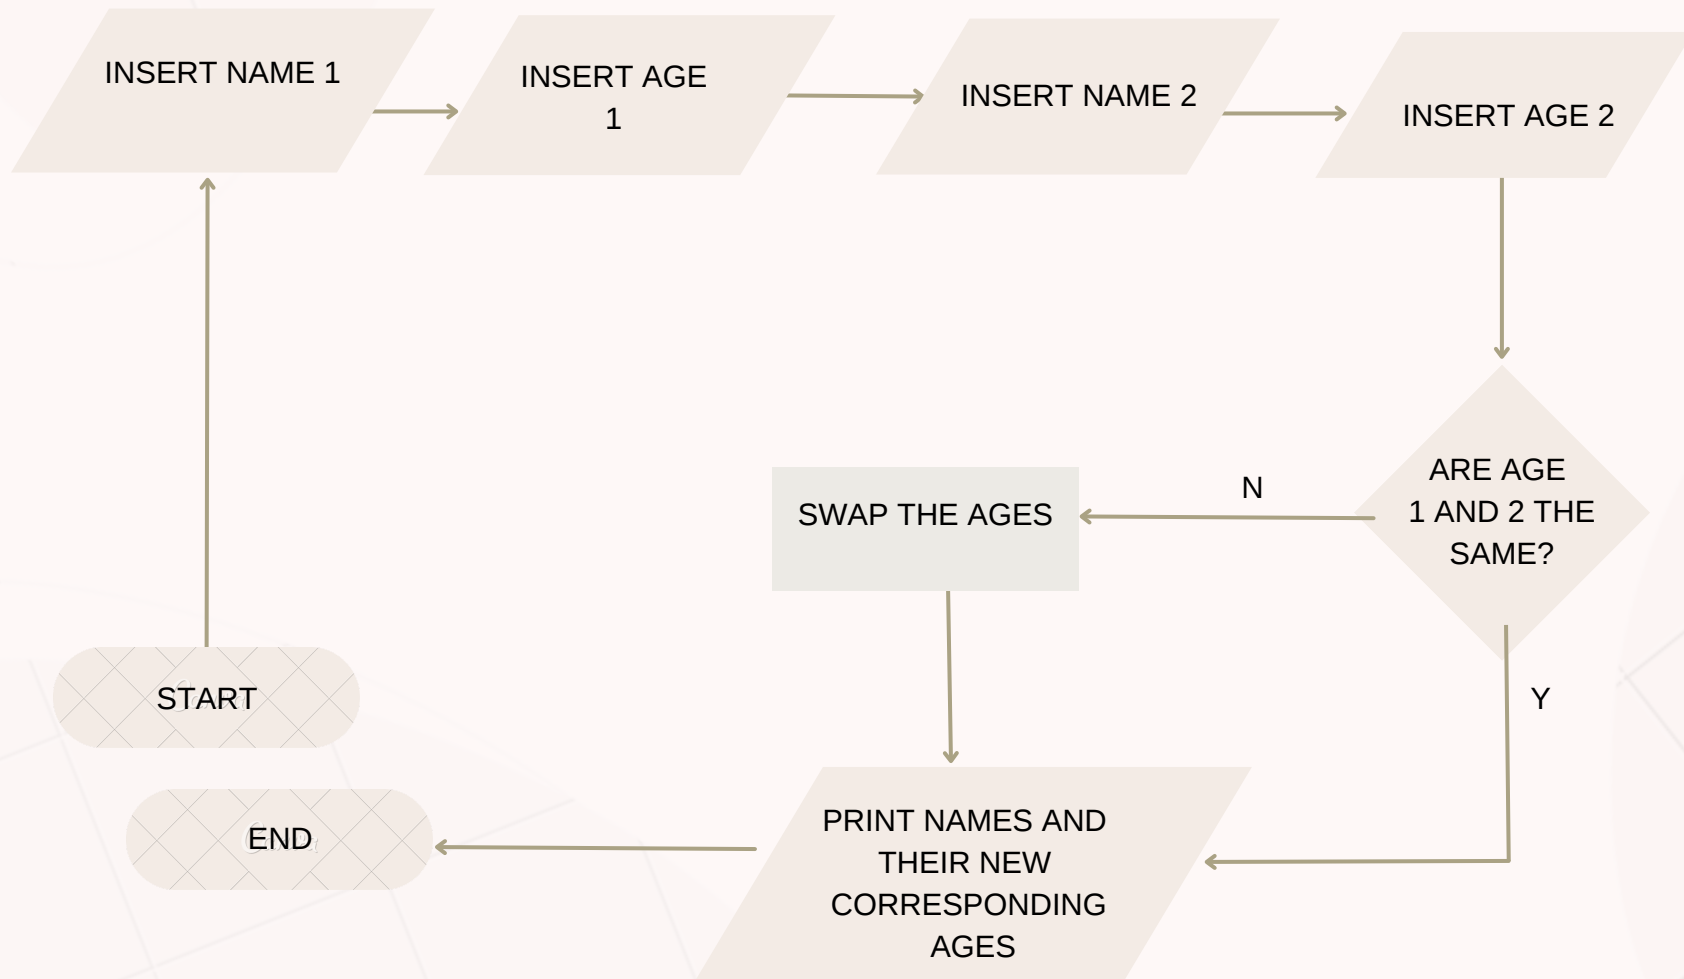 INSERT NAME 1
INSERT AGE
1
INSERT NAME 2
INSERT AGE 2
ARE AGE
1 AND 2 THE
SAME?
N
SWAP THE AGES
Y
START
END
PRINT NAMES AND
THEIR NEW
CORRESPONDING
AGES